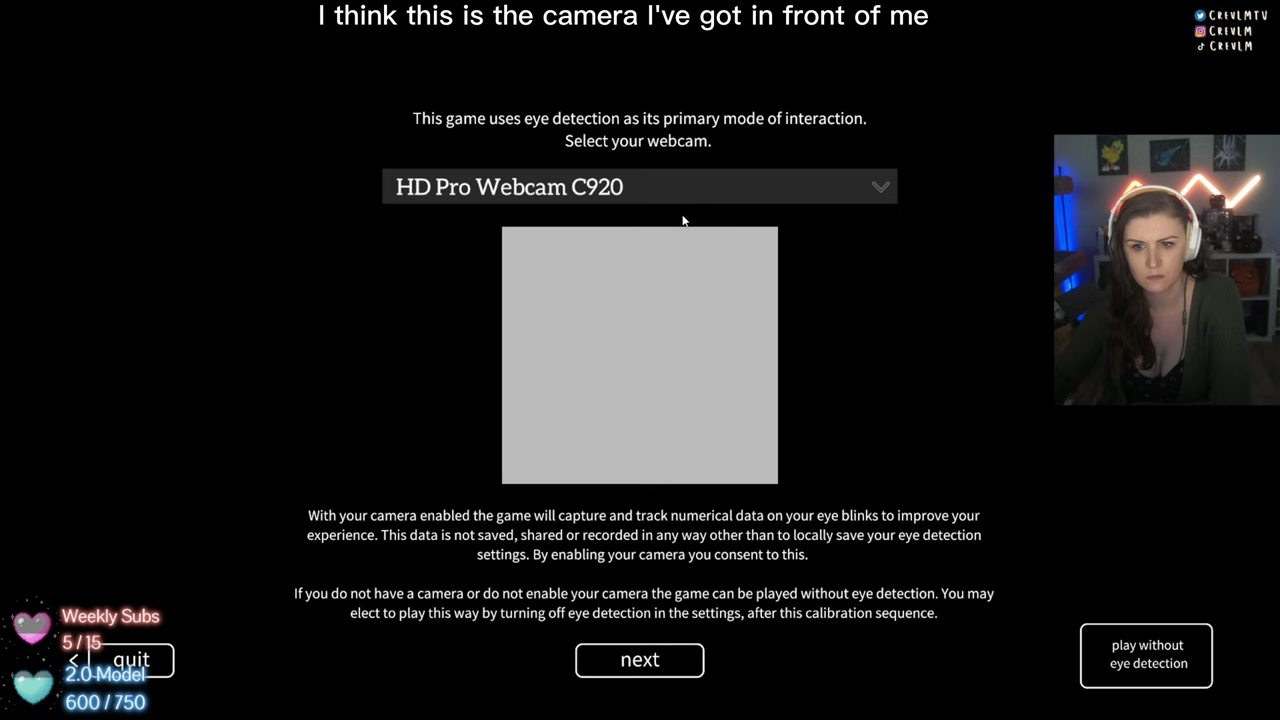 I think this is the camera I've got in front of me
CREVLMTV
CREVLM
CREVLM
This game uses eye detection as its primary mode of interaction.
Select your webcam.
HD Pro Webcam C920
With your camera enabled the game will capture and track numerical data on your eye blinks to improve your
experience. This data is not saved, shared or recorded in any way other than to locally save your eye detection
settings. By enabling your camera you consent to this.
If you do not have a camera or do not enable your camera the game can be played without eye detection. You may
elect to play this way by turning off eye detection in the settings, after this calibration sequence.
Weekly Subs
5 / 15
< quit
2.0 Model
600 / 750
next
play without
eye detection